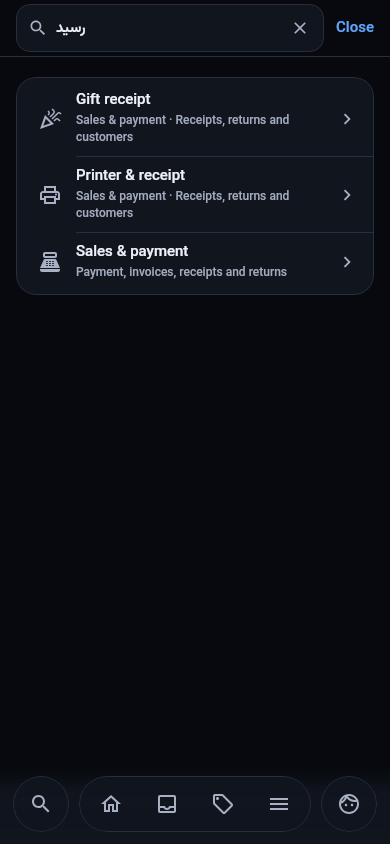 رسید
Close
Gift receipt
Sales & payment · Receipts, returns and
customers
Printer & receipt
Sales & payment · Receipts, returns and
customers
Sales & payment
Payment, invoices, receipts and returns